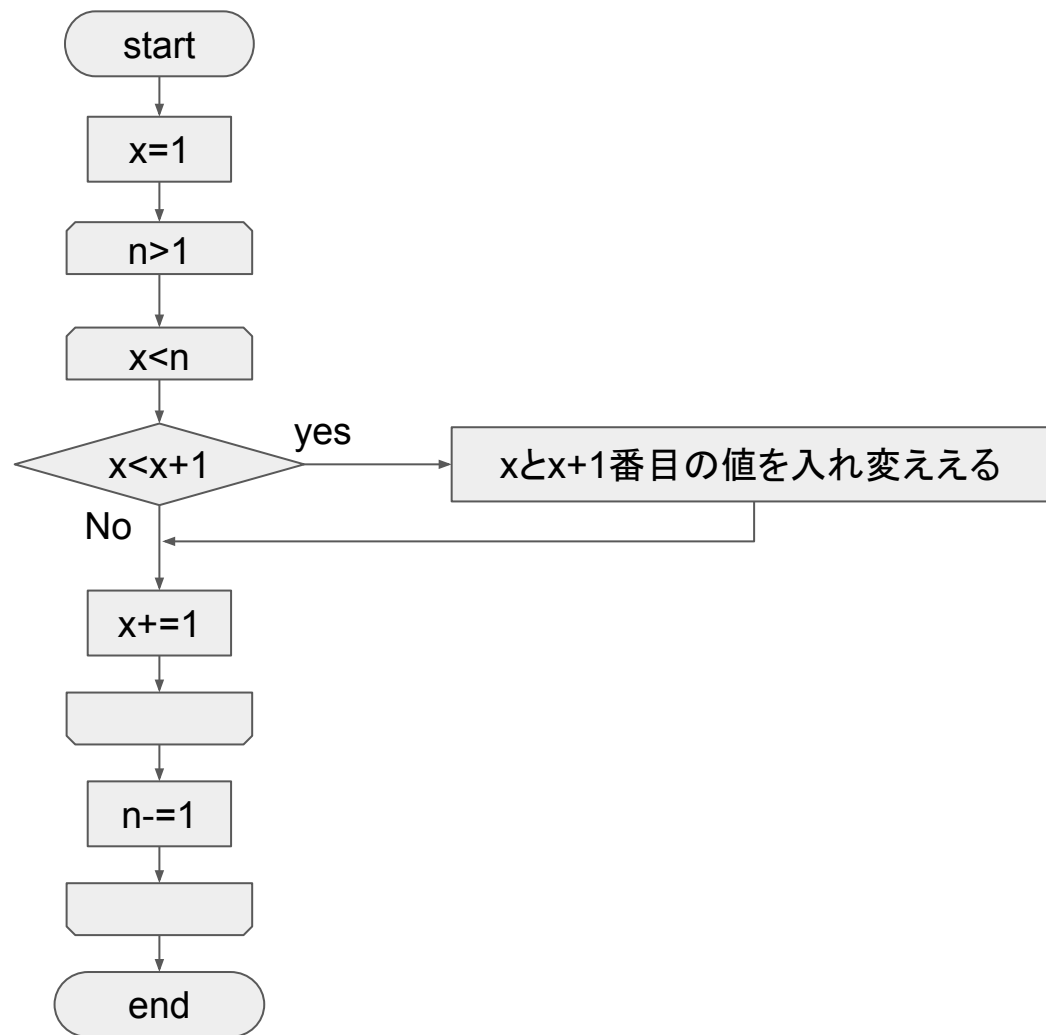 start
x=1
n>1
x<n
x<x+1
yes
xとx+1番目の値を入れ変ええる
No
x+=1
n-=1
end